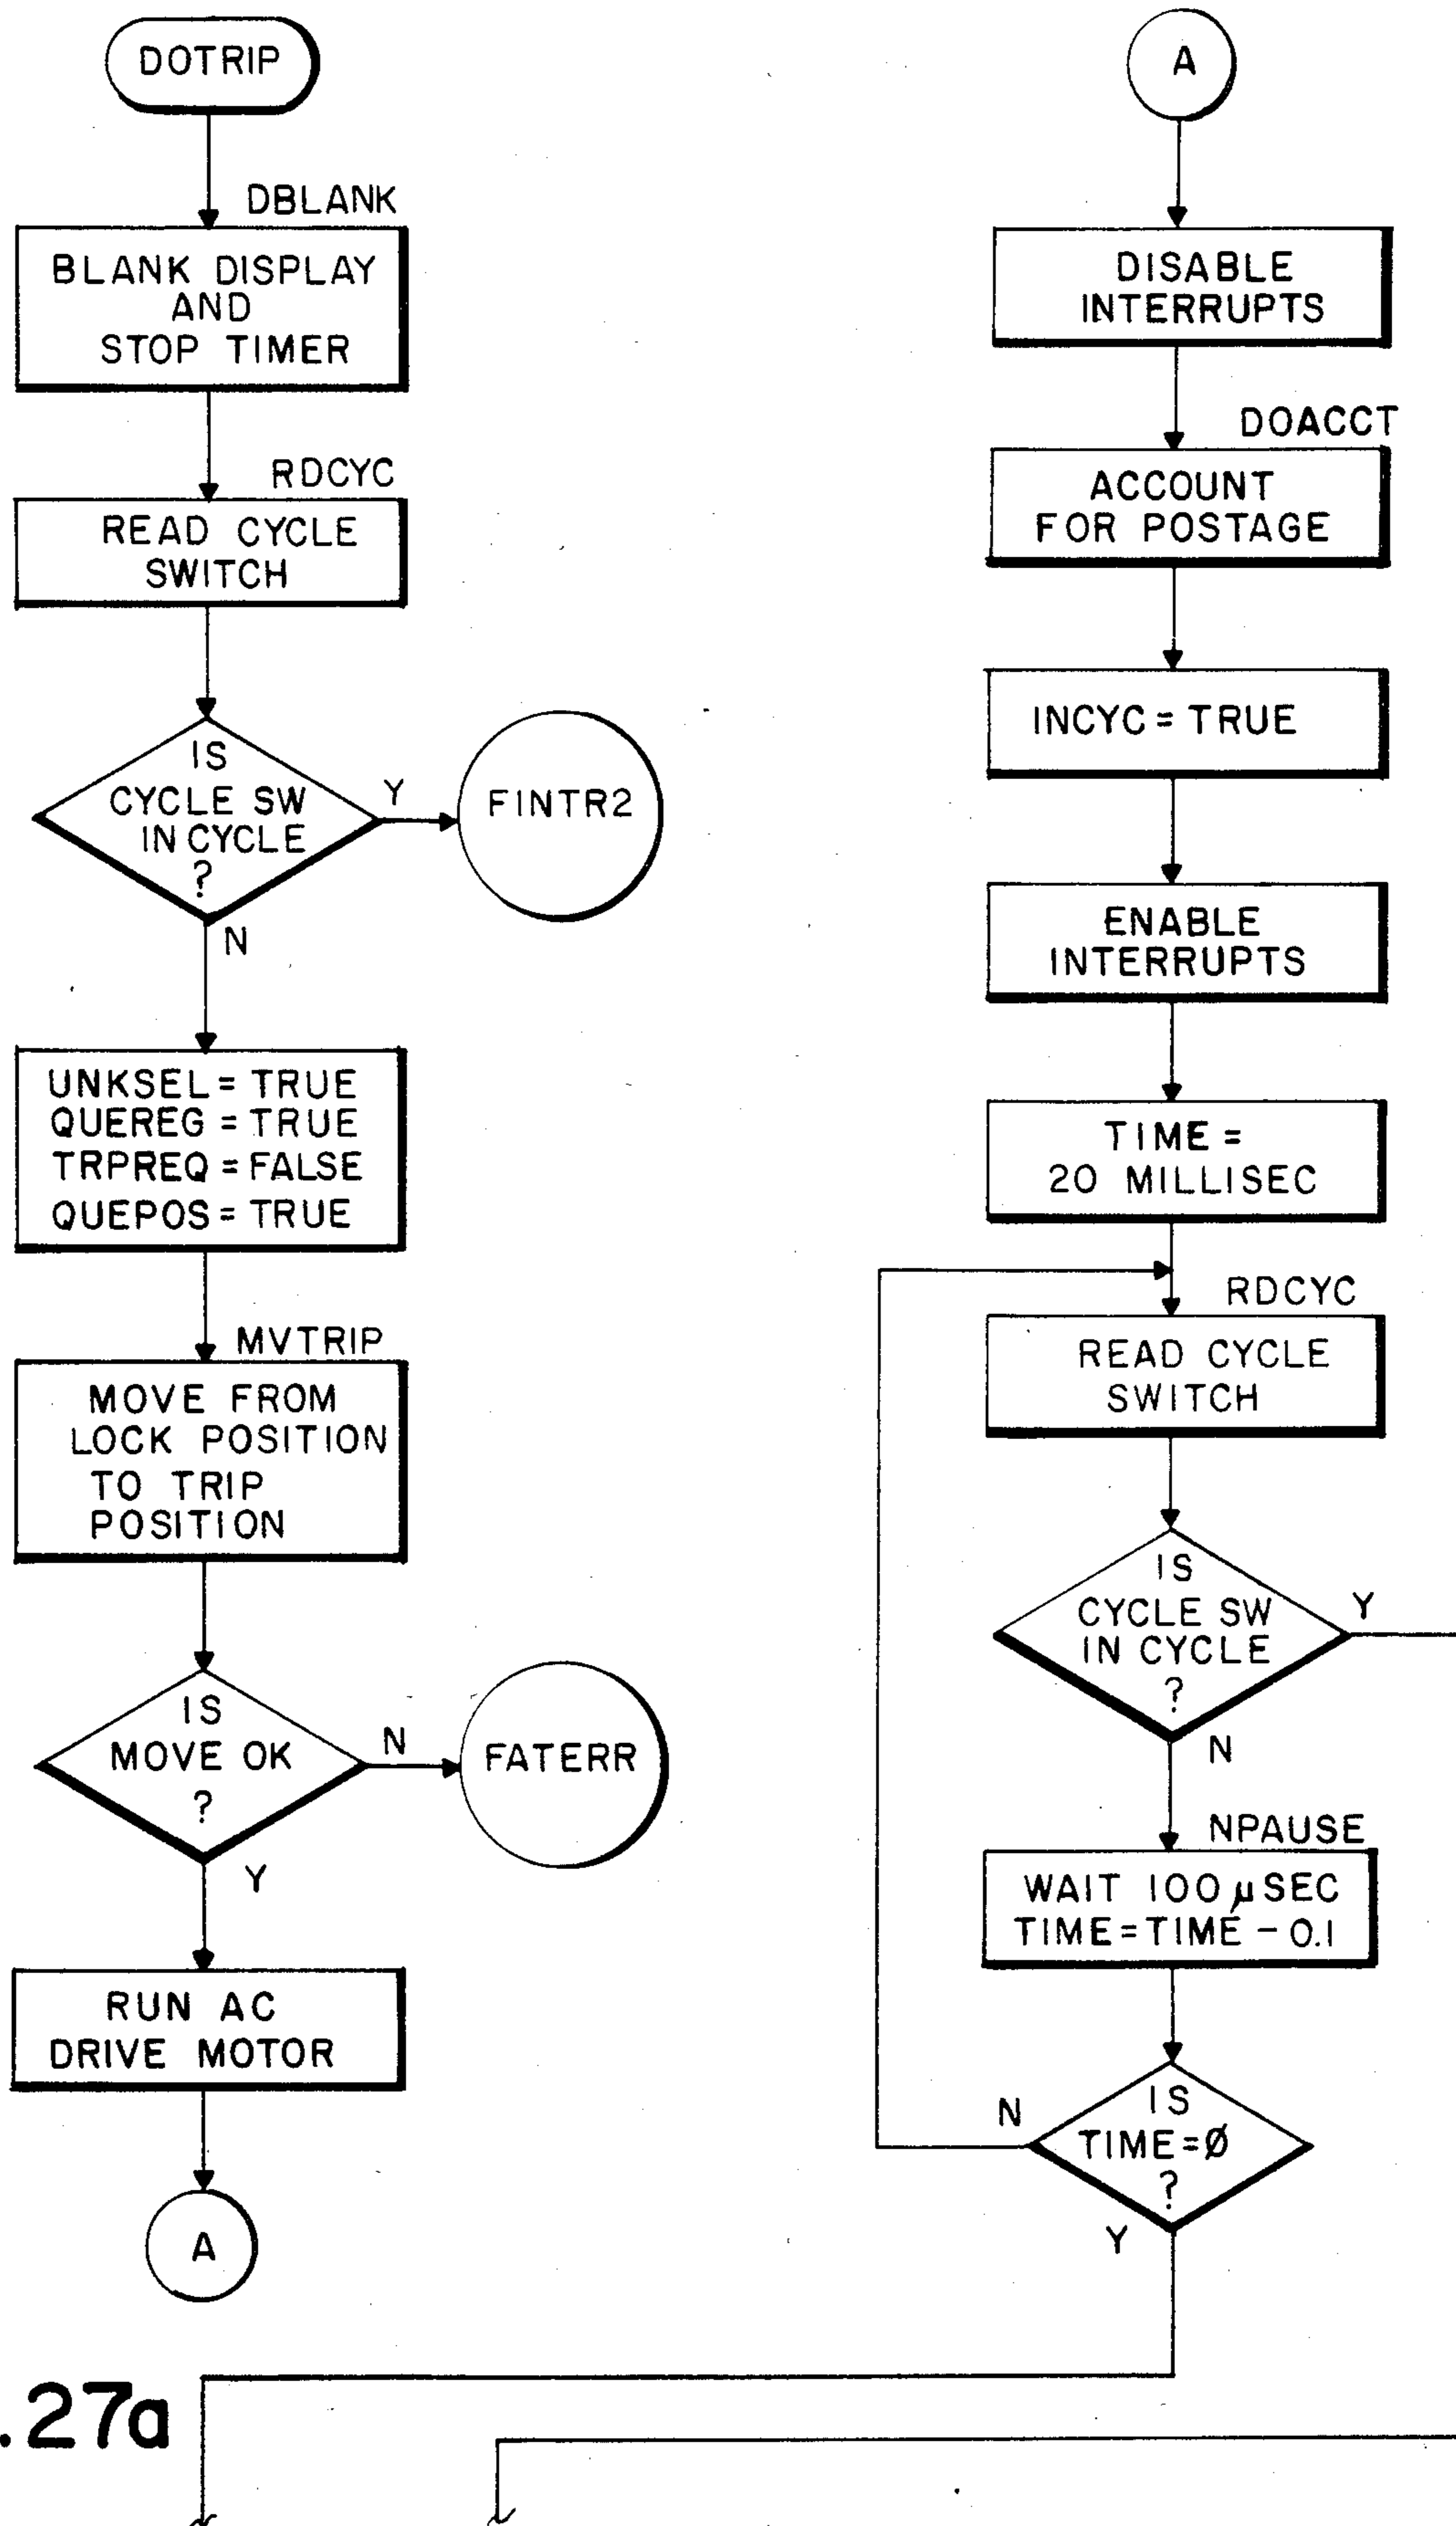 DOTRIP
DBLANK
BLANK DISPLAY
AND
STOP TIMER
RDCYC
READ CYCLE
SWITCH
IS
CYCLE SW
IN CYCLE
?
Y
FINTR2
N
UNKSEL = TRUE
QUEREG = TRUE
TRPREQ = FALSE
QUEPOS = TRUE
MVTRIP
MOVE FROM
LOCK POSITION
TO TRIP
POSITION
IS
MOVE OK
?
N
FATERR
Y
RUN AC
DRIVE MOTOR
A
A
DISABLE
INTERRUPTS
DOACCT
ACCOUNT
FOR POSTAGE
INCYC = TRUE
ENABLE
INTERRUPTS
TIME =
20 MILLISEC
RDCYC
READ CYCLE
SWITCH
IS
CYCLE SW
IN CYCLE
?
Y
N
NPAUSE
WAIT 100 µSEC
TIME = TIME - 0.1
IS
TIME = Ø
?
N
Y
.27a